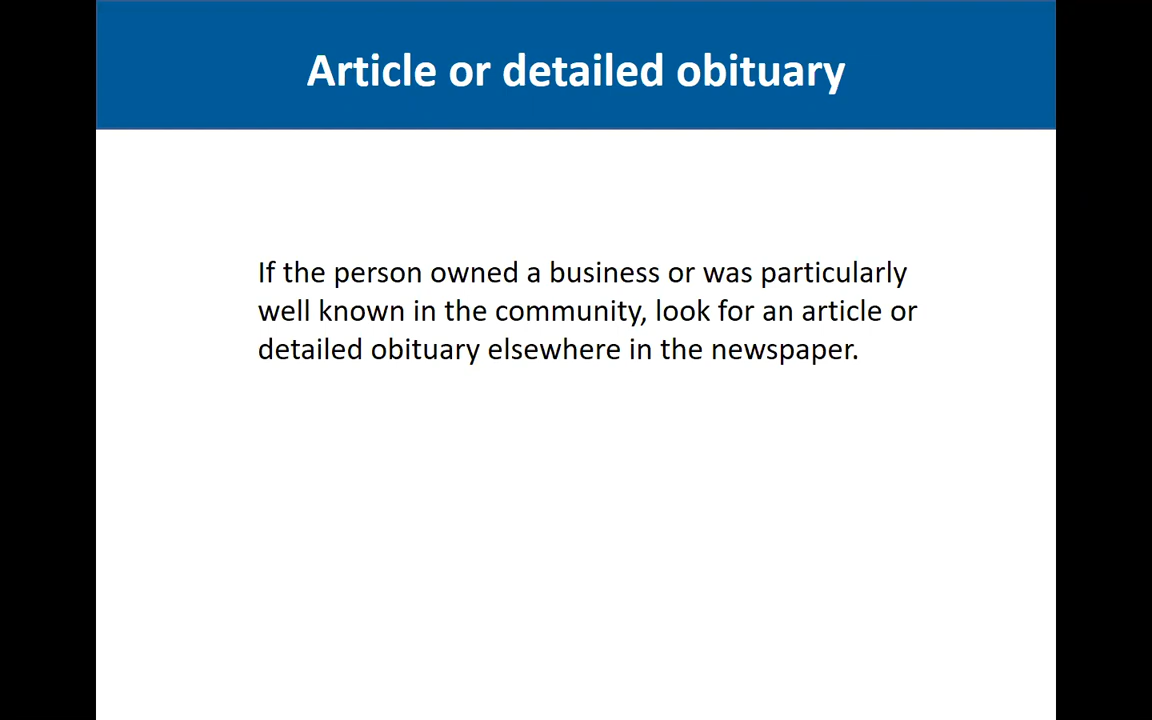 Article or detailed obituary
If the person owned a business or was particularly
well known in the community, look for an article or
detailed obituary elsewhere in the newspaper.